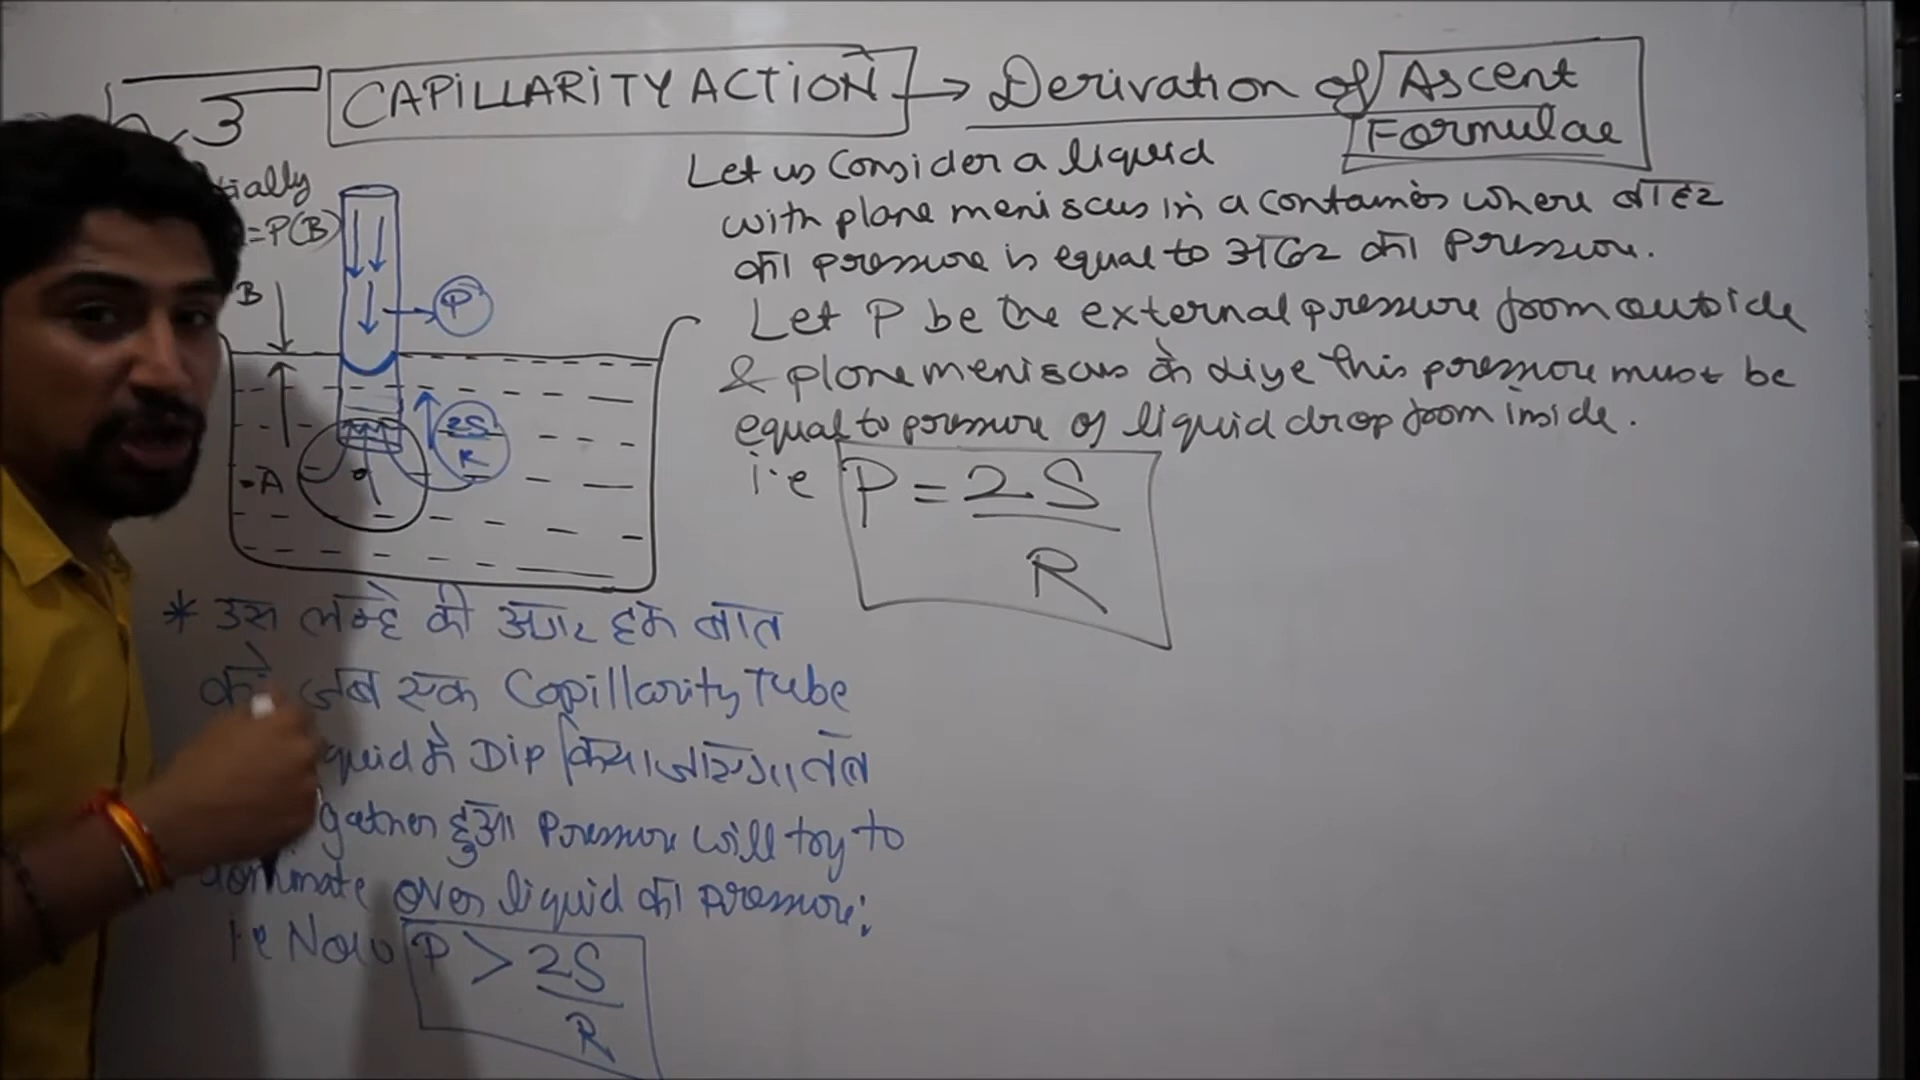 3 CAPILLARITY ACTION → Derivation of Ascent
Formulae
tially
= P(B)
B
P
2S
R
-A
Let us Consider a liquid
with plane meniscus in a container where बाहर
का pressure is equal to अंदर का Pressure.
Let P be the external pressure from outside
& plane meniscus के liye this pressure must be
equal to pressure of liquid drop from inside.
i.e P = 2S
R
* उस लम्हे की अगर हम बात
करें जब एक Capillarity Tube
quid में Dip किया जाएगा तब
gather हुआ Pressure will try to
dominate over liquid का pressure;
i.e Now P > 2S
R